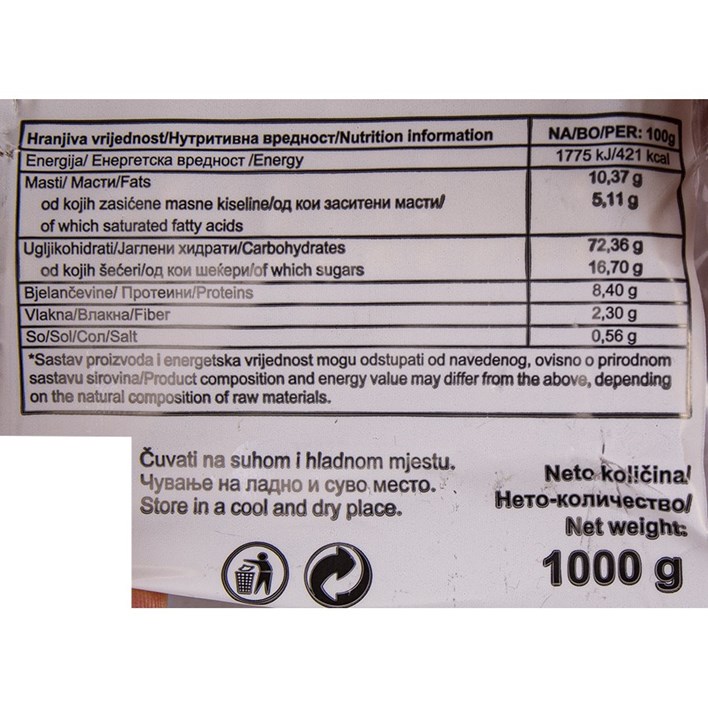 Hranjiva vrijednost/Нутритивна вредност/Nutrition information NA/BO/PER: 100g
Energija/ Енергетска вредност /Energy 1775 kJ/421 kcal
Masti/ Масти/Fats 10,37 g
od kojih zasićene masne kiseline/од кои заситени масти/ 5,11 g
of which saturated fatty acids
Ugljikohidrati/Јаглени хидрати/Carbohydrates 72,36 g
od kojih šećeri/од кои шеќери/of which sugars 16,70 g
Bjelančevine/ Протеини/Proteins 8,40 g
Vlakna/Влакна/Fiber 2,30 g
So/Sol/Сол/Salt 0,56 g
*Sastav proizvoda i energetska vrijednost mogu odstupati od navedenog, ovisno o prirodnom
sastavu sirovina/Product composition and energy value may differ from the above, depending
on the natural composition of raw materials.
Čuvati na suhom i hladnom mjestu.
Чување на ладно и суво место.
Store in a cool and dry place.
Neto količina/
Нето-количество/
Net weight:
1000 g